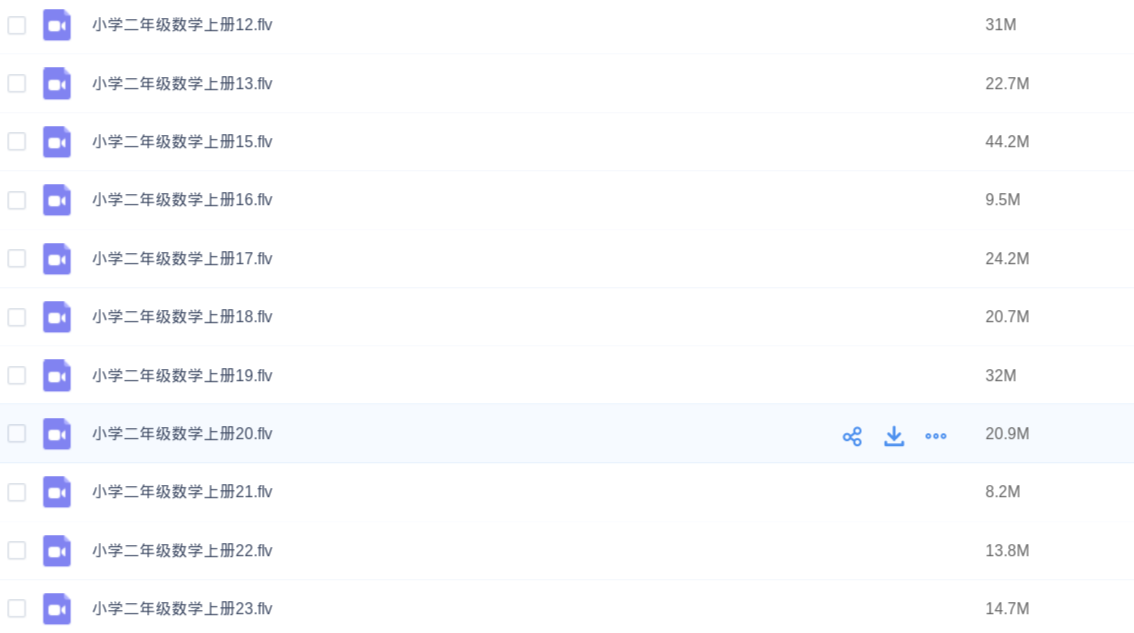 小学二年级数学上册12.flv 31M
小学二年级数学上册13.flv 22.7M
小学二年级数学上册15.flv 44.2M
小学二年级数学上册16.flv 9.5M
小学二年级数学上册17.flv 24.2M
小学二年级数学上册18.flv 20.7M
小学二年级数学上册19.flv 32M
小学二年级数学上册20.flv 20.9M
小学二年级数学上册21.flv 8.2M
小学二年级数学上册22.flv 13.8M
小学二年级数学上册23.flv 14.7M